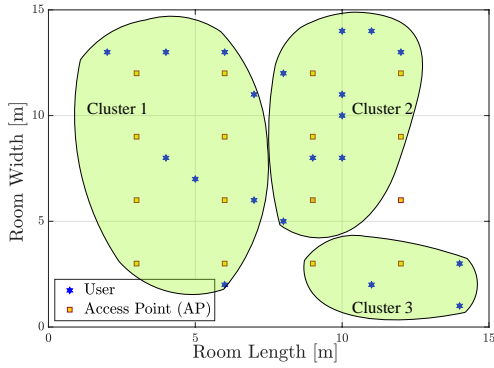 15
10
5
0
Room Width [m]
Cluster 1
Cluster 2
Cluster 3
User
Access Point (AP)
0
5
10
15
Room Length [m]